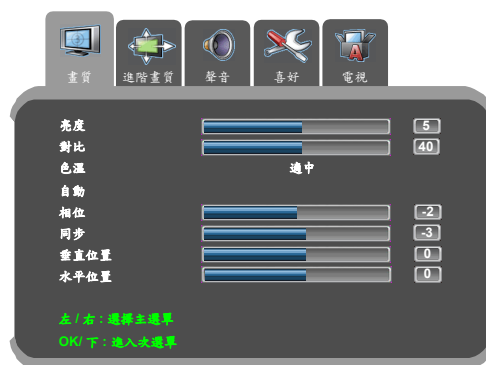 畫質 進階畫質 聲音 喜好 電視
亮度 5
對比 40
色溫 適中
自動
相位 -2
同步 -3
垂直位置 0
水平位置 0
左 / 右 : 選擇主選單
OK/ 下 : 進入次選單
A